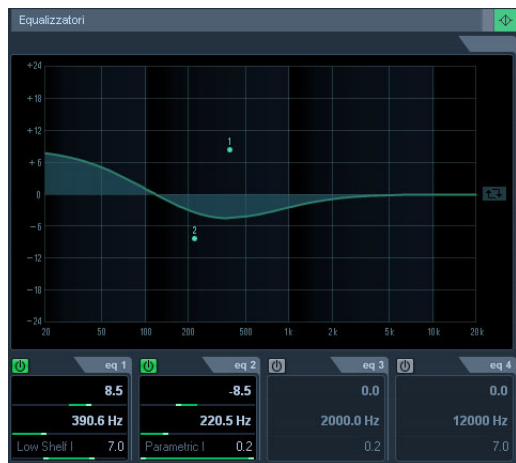 Equalizzatori
+24
+18
+12
+6
0
-6
-12
-18
-24
1
2
20 50 100 200 500 1k 2k 5k 10k 20k
eq 1 eq 2 eq 3 eq 4
8.5 -8.5 0.0 0.0
390.6 Hz 220.5 Hz 2000.0 Hz 12000 Hz
Low Shelf I 7.0 Parametric I 0.2 0.2 7.0